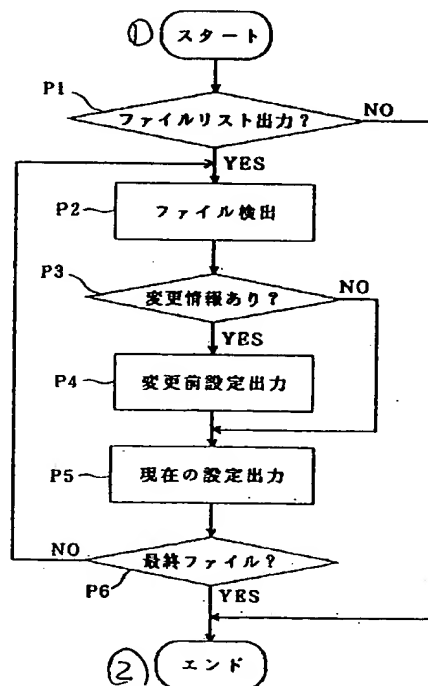 ① スタート
P1
ファイルリスト出力?
NO
YES
P2
ファイル検出
P3
変更情報あり?
NO
YES
P4
変更前設定出力
P5
現在の設定出力
NO
最終ファイル?
P6
YES
② エンド